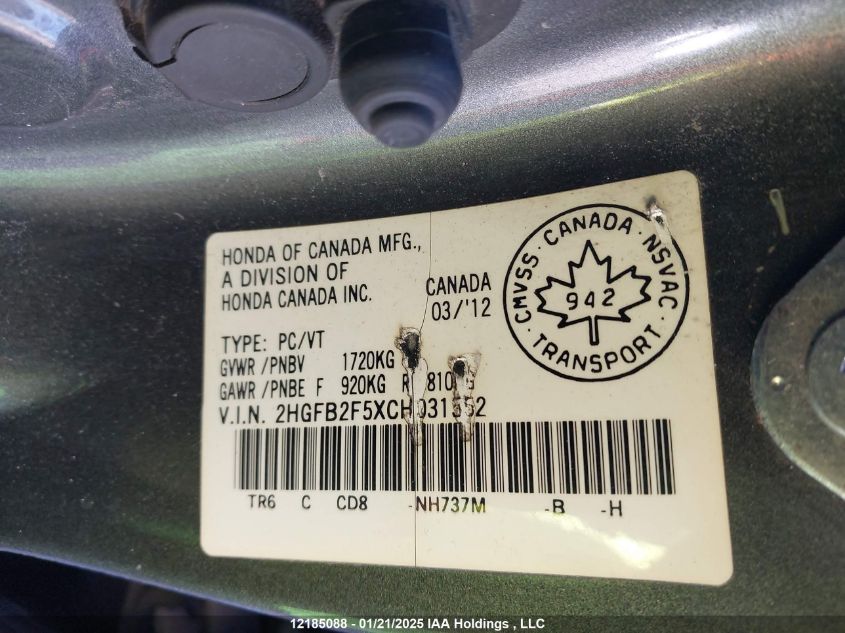 HONDA OF CANADA MFG.,
A DIVISION OF
HONDA CANADA INC.
CANADA
03/'12
TYPE: PC/VT
GVWR /PNBV 1720KG
GAWR /PNBE F 920KG R 810KG
V.I.N. 2HGFB2F5XCH031552
TR6 C CD8 -NH737M -B -H
CMVSS · CANADA · NSVAC
942
· TRANSPORT ·
12185088 - 01/21/2025 IAA Holdings , LLC